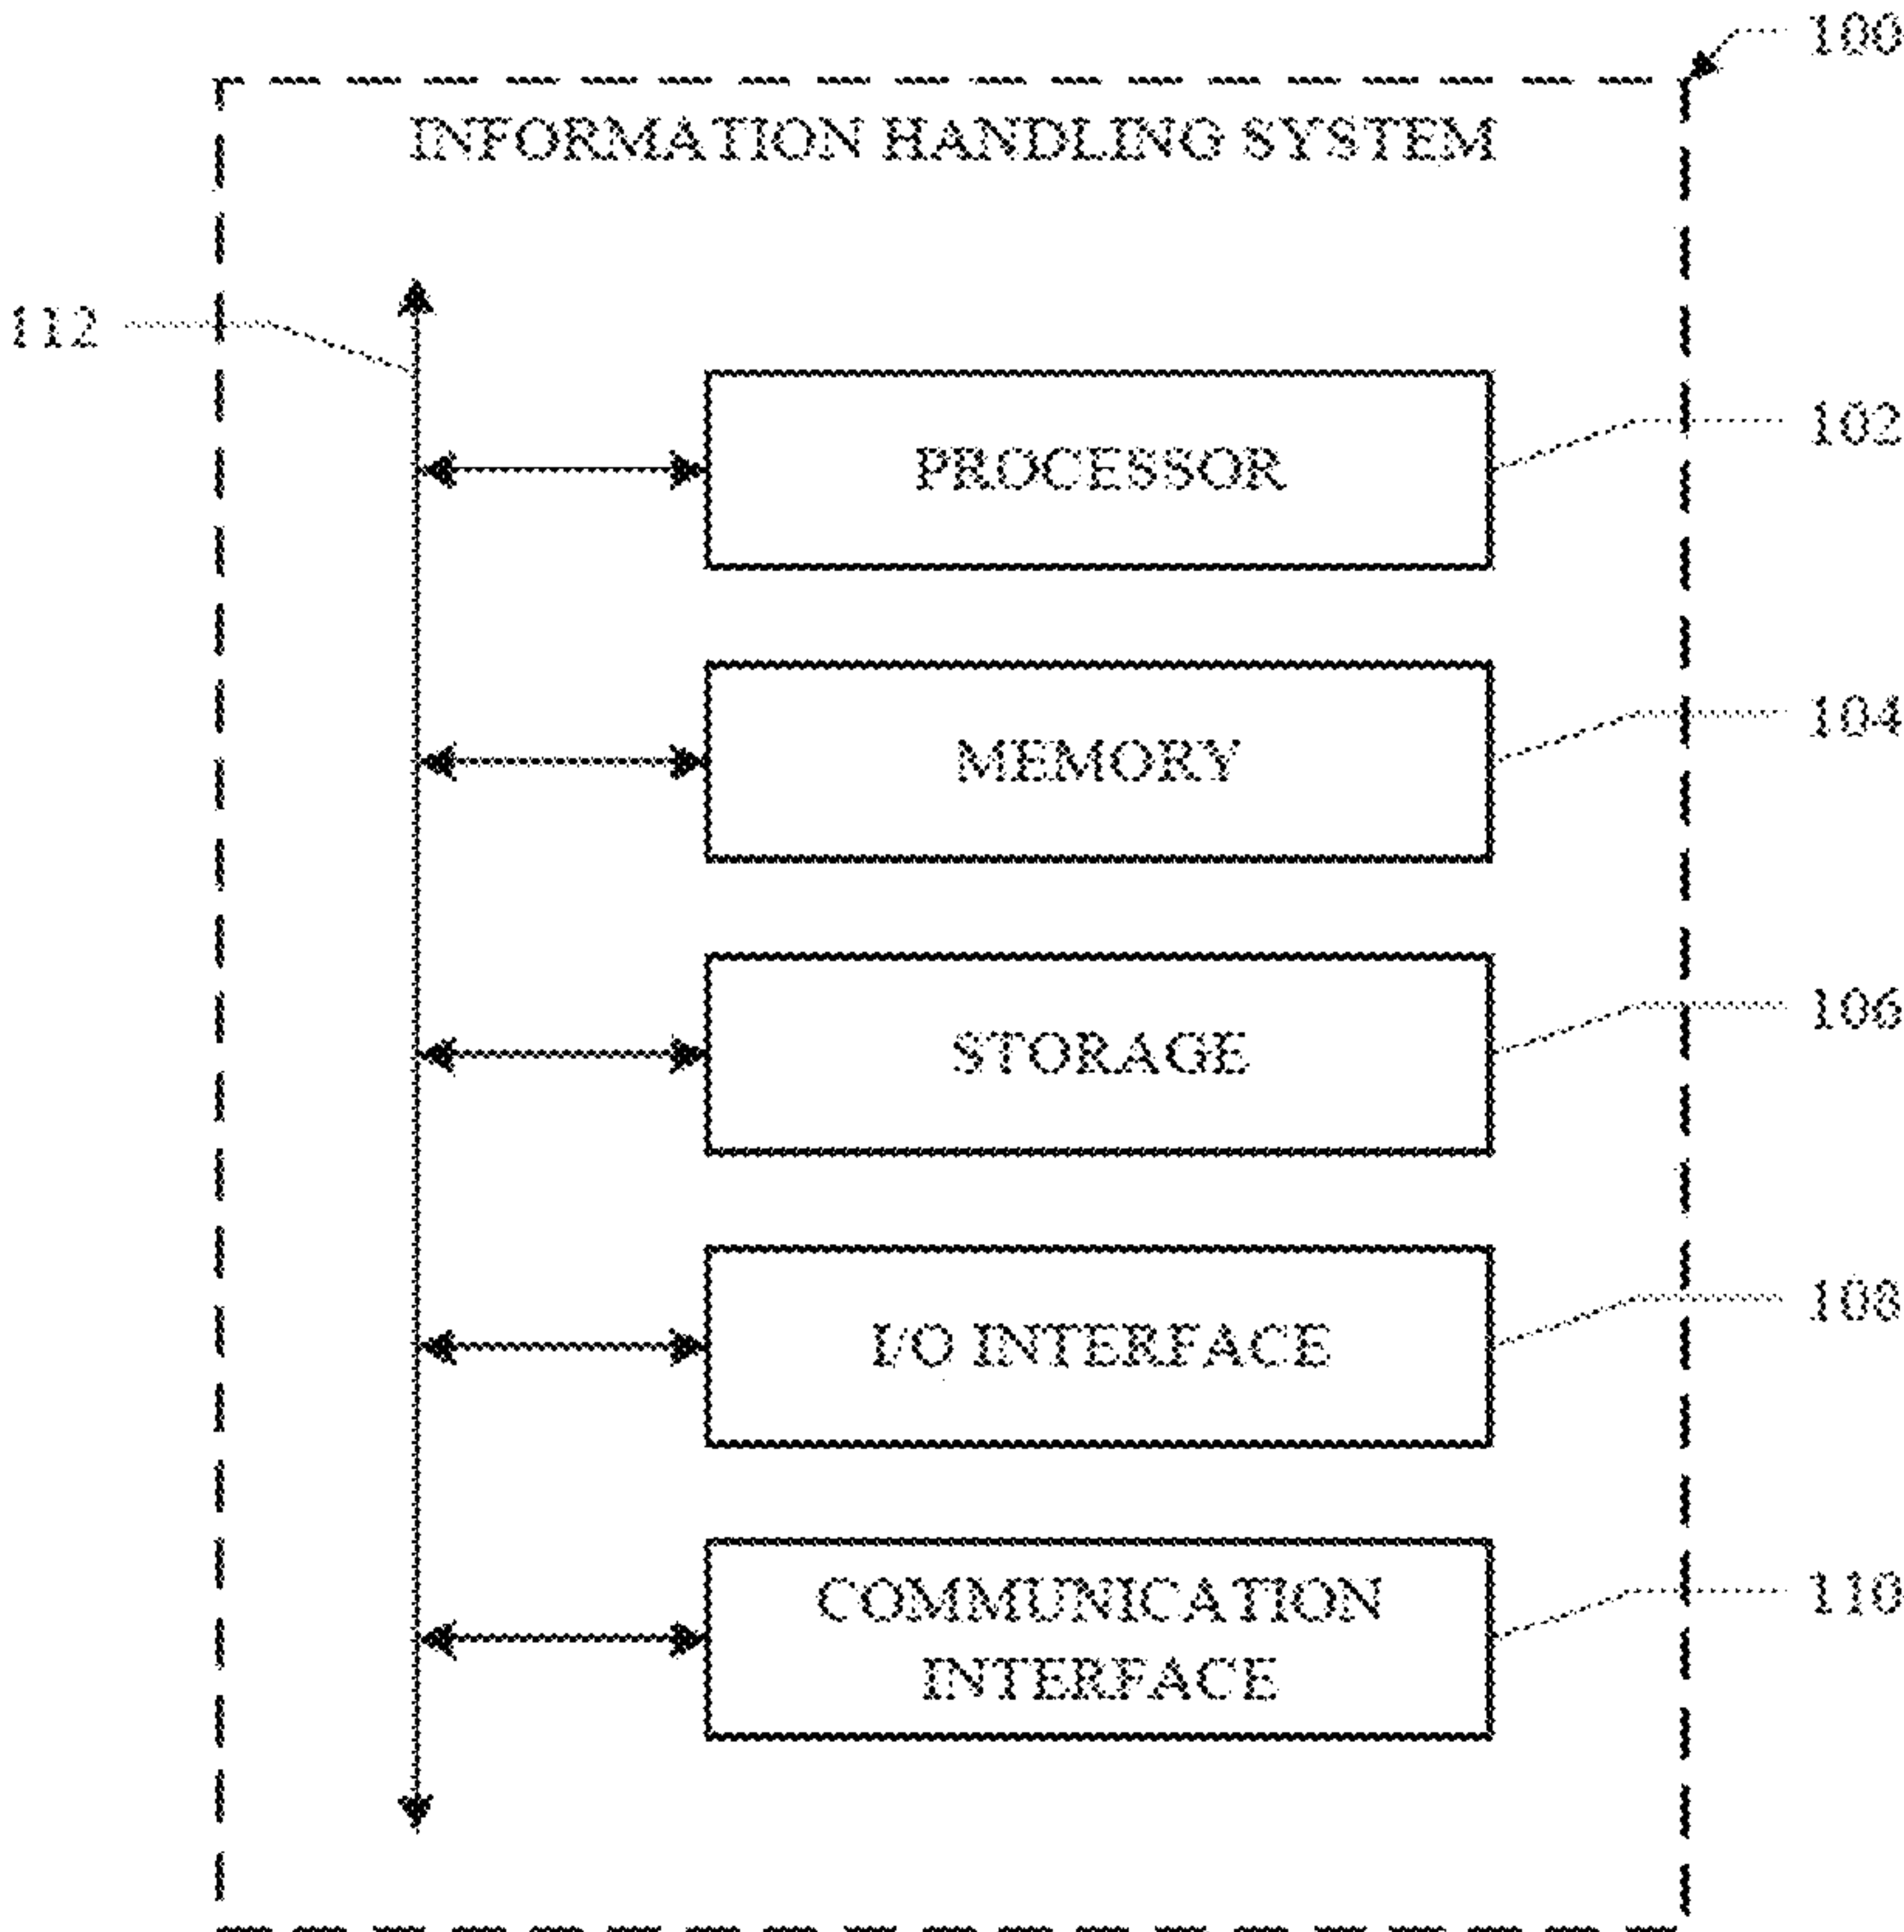 100
INFORMATION HANDLING SYSTEM
112
PROCESSOR
102
MEMORY
104
STORAGE
106
I/O INTERFACE
108
COMMUNICATION
INTERFACE
110